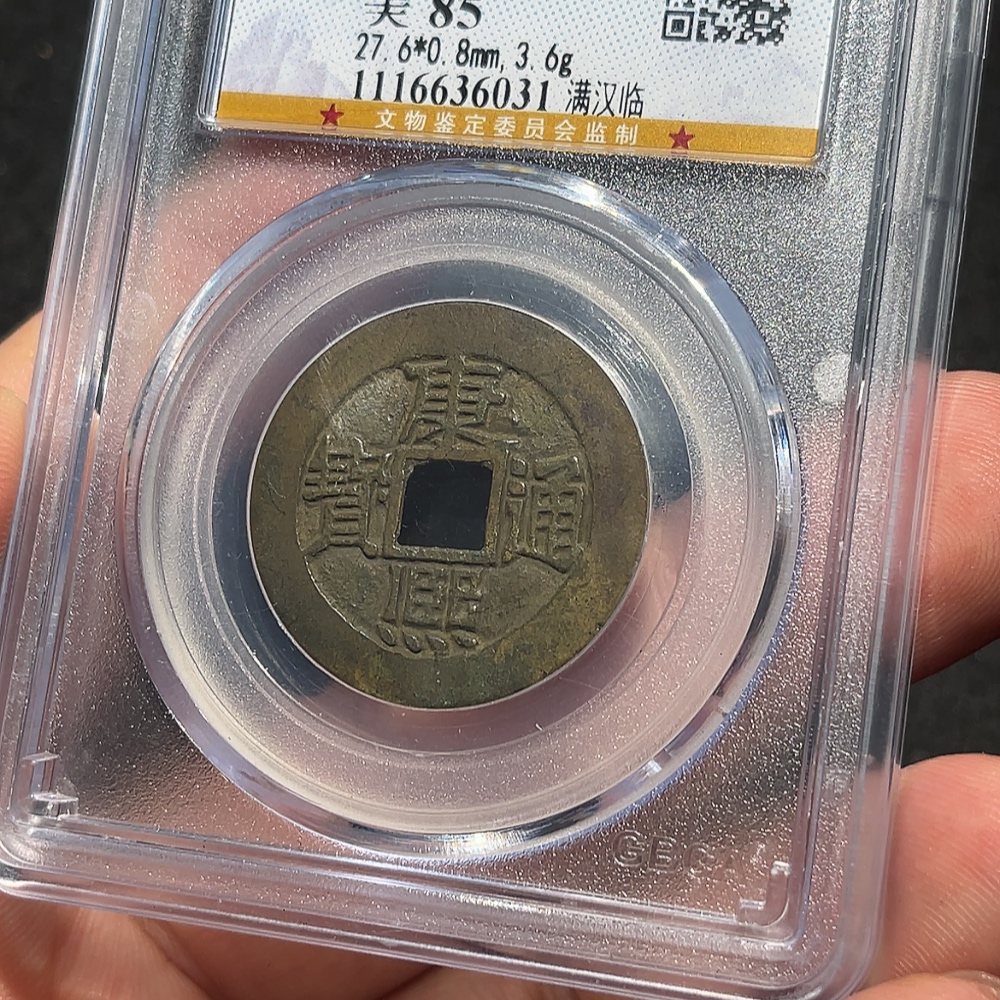 美 85
27.6*0.8mm, 3.6g
1116636031 满汉临
★ 文物鉴定委员会监制 ★
康熙通寳
GBCA